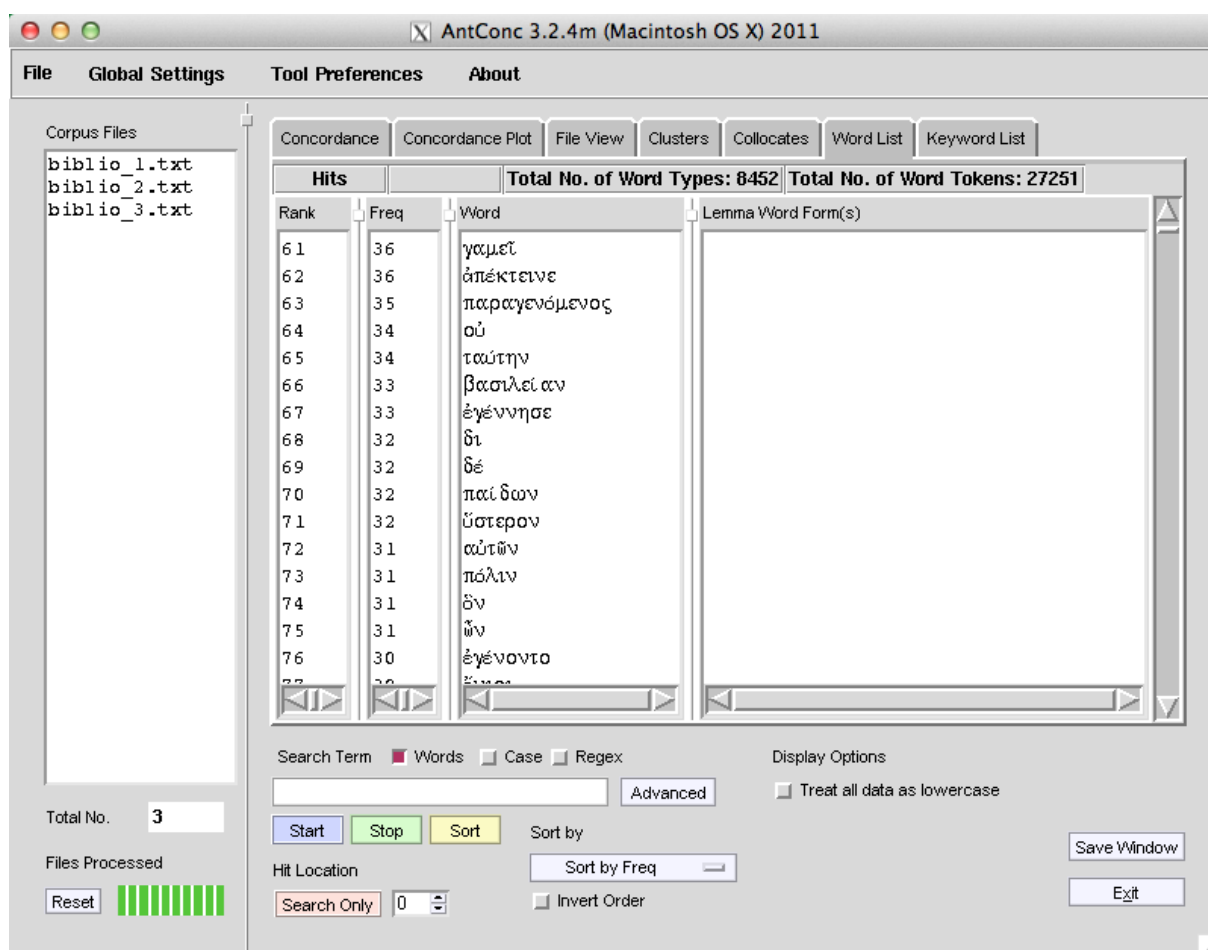 AntConc 3.2.4m (Macintosh OS X) 2011
File Global Settings Tool Preferences About
Corpus Files
biblio_1.txt
biblio_2.txt
biblio_3.txt
Concordance Concordance Plot File View Clusters Collocates Word List Keyword List
Hits Total No. of Word Types: 8452 Total No. of Word Tokens: 27251
Rank Freq Word Lemma Word Form(s)
61 36 γαμεῖ
62 36 ἀπέκτεινε
63 35 παραγενόμενος
64 34 οὐ
65 34 ταύτην
66 33 βασιλείαν
67 33 ἐγέννησε
68 32 δι
69 32 δέ
70 32 παίδων
71 32 ὕστερον
72 31 αὐτῶν
73 31 πόλιν
74 31 ὃν
75 31 ὧν
76 30 ἐγένοντο
Search Term Words Case Regex Display Options
Advanced Treat all data as lowercase
Total No. 3
Start Stop Sort Sort by
Files Processed Hit Location Sort by Freq Save Window
Reset Search Only 0 Invert Order Exit